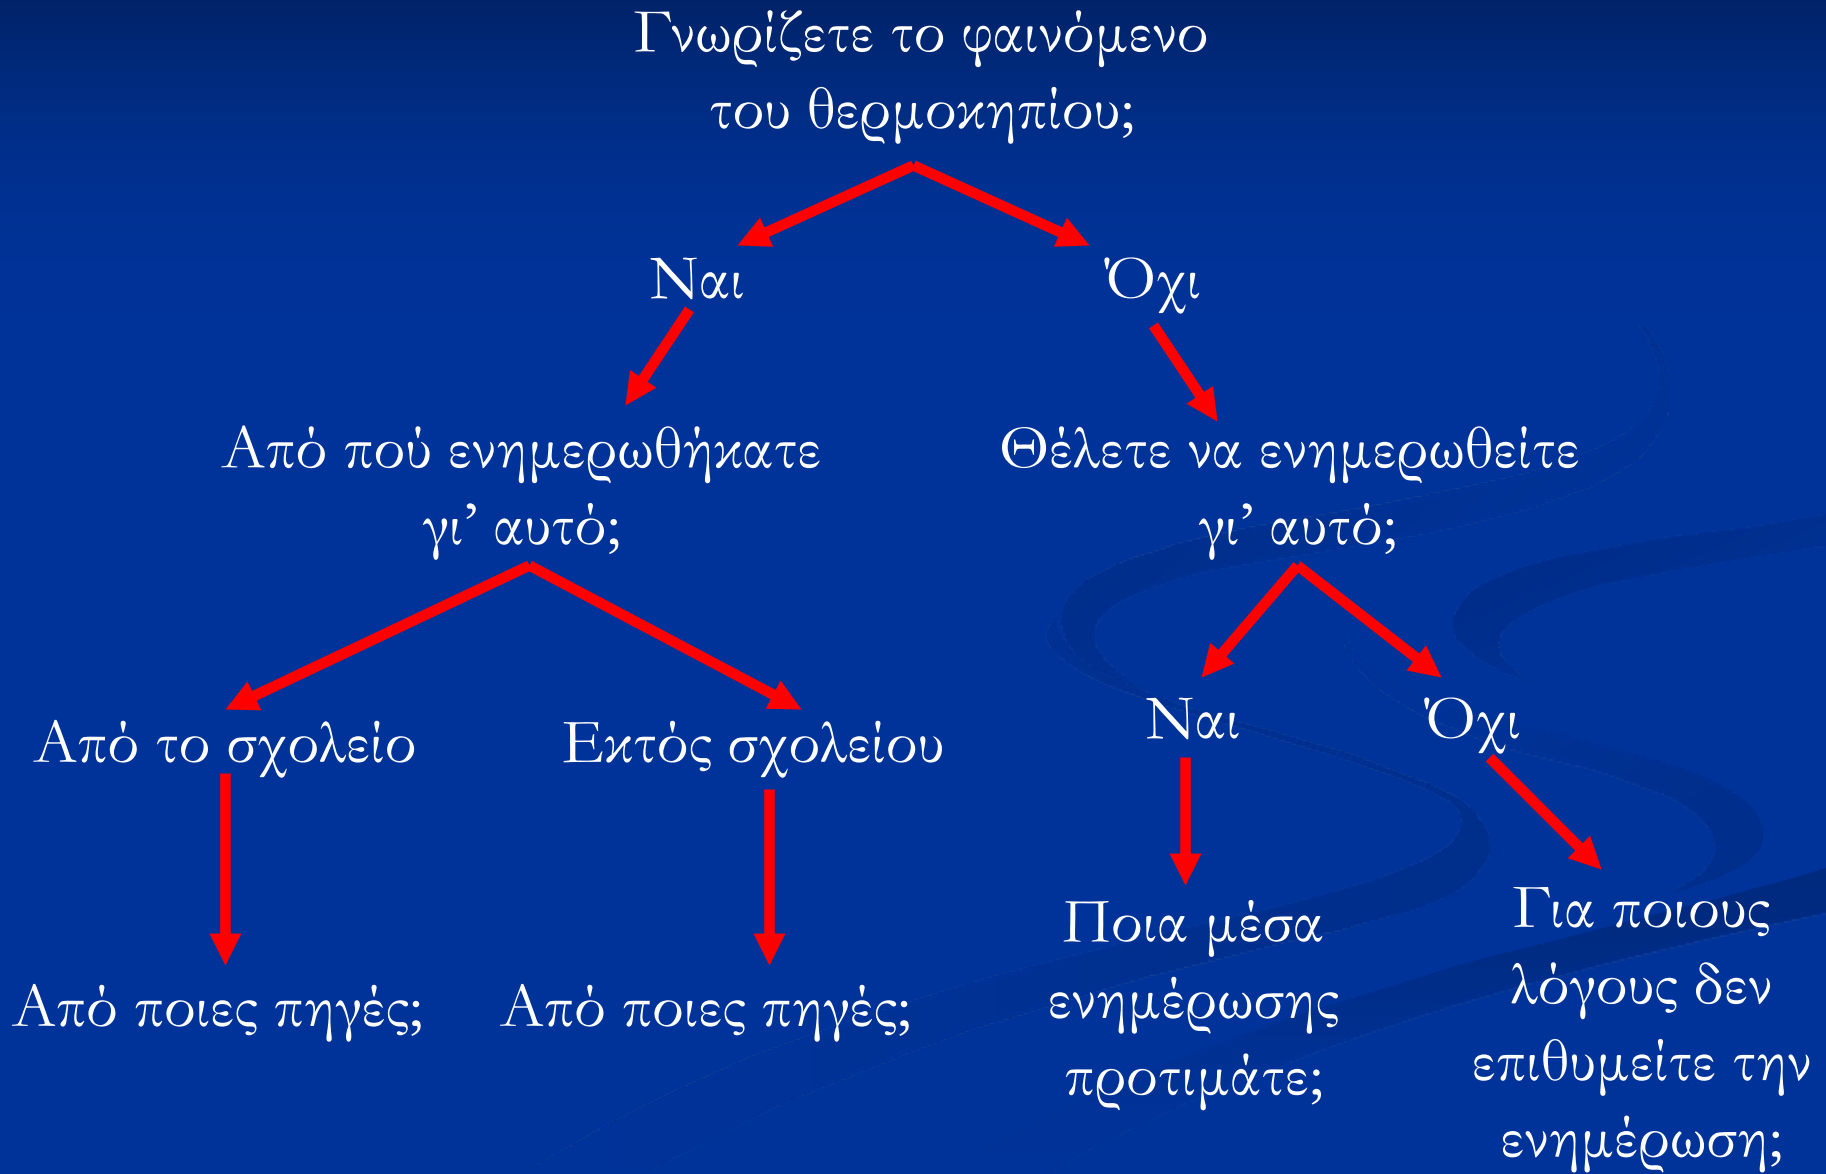 Γνωρίζετε το φαινόμενο
του θερμοκηπίου;
Ναι
Όχι
Από πού ενημερωθήκατε
γι’ αυτό;
Θέλετε να ενημερωθείτε
γι’ αυτό;
Από το σχολείο
Εκτός σχολείου
Ναι
Όχι
Από ποιες πηγές;
Από ποιες πηγές;
Ποια μέσα
ενημέρωσης
προτιμάτε;
Για ποιους
λόγους δεν
επιθυμείτε την
ενημέρωση;